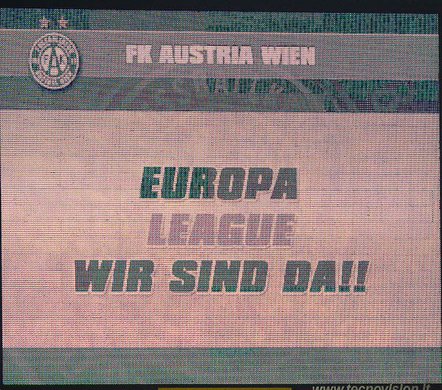 FK AUSTRIA WIEN
EUROPA
LEAGUE
WIR SIND DA!!
www.tecnovision.it